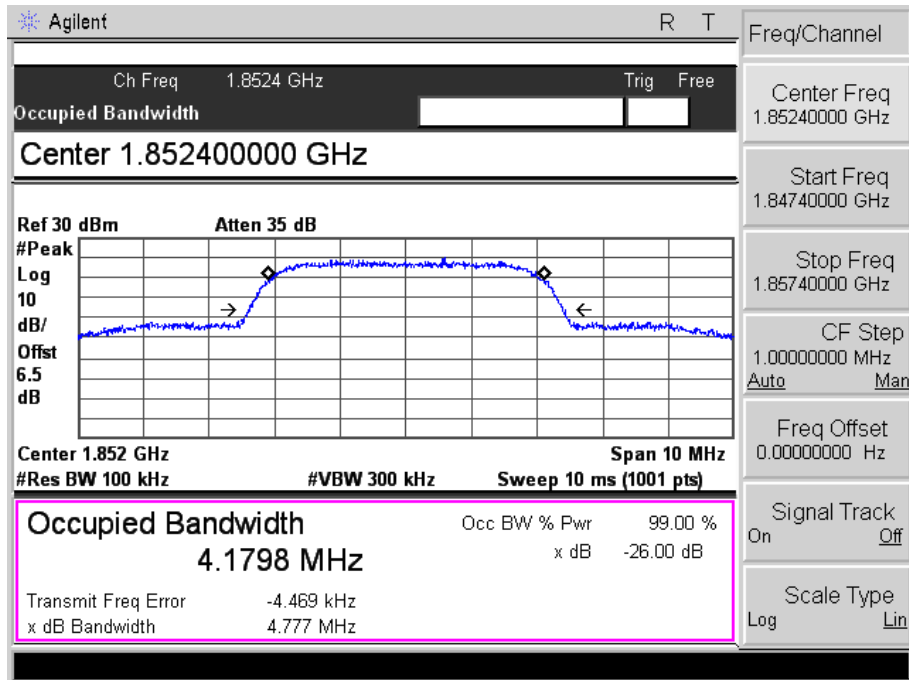 Agilent R T
Ch Freq 1.8524 GHz Trig Free
Occupied Bandwidth
Center 1.852400000 GHz
Ref 30 dBm Atten 35 dB
#Peak
Log
10
dB/
Offst
6.5
dB
Center 1.852 GHz Span 10 MHz
#Res BW 100 kHz #VBW 300 kHz Sweep 10 ms (1001 pts)
Occupied Bandwidth Occ BW % Pwr 99.00 %
4.1798 MHz x dB -26.00 dB
Transmit Freq Error -4.469 kHz
x dB Bandwidth 4.777 MHz
Freq/Channel
Center Freq
1.85240000 GHz
Start Freq
1.84740000 GHz
Stop Freq
1.85740000 GHz
CF Step
1.00000000 MHz
Auto Man
Freq Offset
0.00000000 Hz
Signal Track
On Off
Scale Type
Log Lin